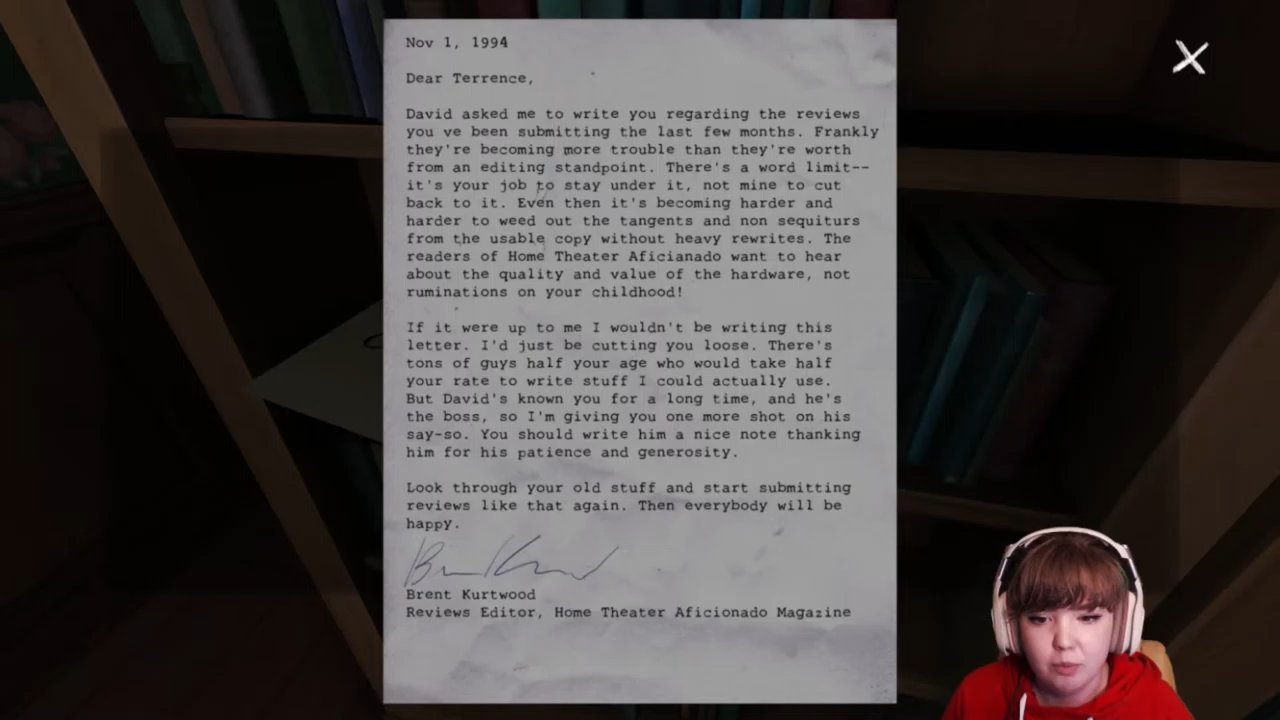 Nov 1, 1994
Dear Terrence,
David asked me to write you regarding the reviews
you ve been submitting the last few months. Frankly
they're becoming more trouble than they're worth
from an editing standpoint. There's a word limit--
it's your job to stay under it, not mine to cut
back to it. Even then it's becoming harder and
harder to weed out the tangents and non sequiturs
from the usable copy without heavy rewrites. The
readers of Home Theater Aficianado want to hear
about the quality and value of the hardware, not
ruminations on your childhood!
If it were up to me I wouldn't be writing this
letter. I'd just be cutting you loose. There's
tons of guys half your age who would take half
your rate to write stuff I could actually use.
But David's known you for a long time, and he's
the boss, so I'm giving you one more shot on his
say-so. You should write him a nice note thanking
him for his patience and generosity.
Look through your old stuff and start submitting
reviews like that again. Then everybody will be
happy.
Brent Kurtwood
Reviews Editor, Home Theater Aficionado Magazine